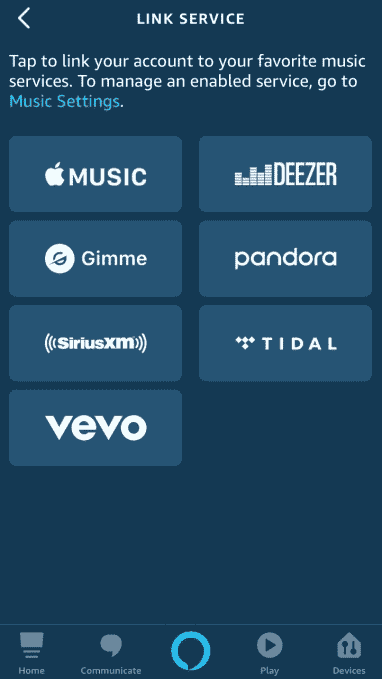 LINK SERVICE
Tap to link your account to your favorite music
services. To manage an enabled service, go to
Music Settings.
MUSIC
DEEZER
Gimme
pandora
SiriusXM
TIDAL
vevo
Home
Communicate
Play
Devices